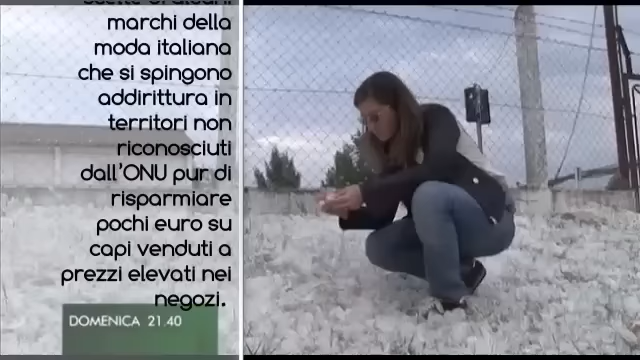 marchi della
moda italiana
che si spingono
addirittura in
territori non
riconosciuti
dall'ONU pur di
risparmiare
pochi euro su
capi venduti a
prezzi elevati nei
negozi.
DOMENICA 21.40